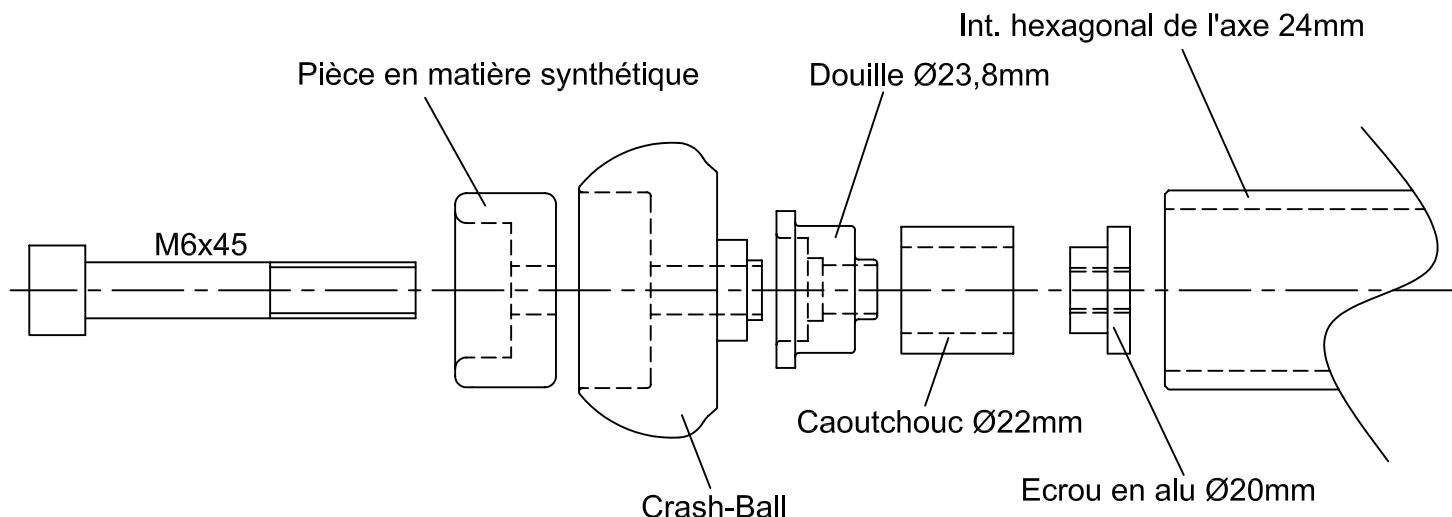 Int. hexagonal de l'axe 24mm
Pièce en matière synthétique
Douille Ø23,8mm
M6x45
Caoutchouc Ø22mm
Ecrou en alu Ø20mm
Crash-Ball